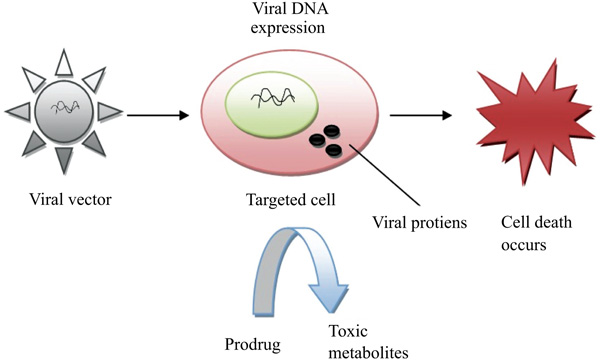 Viral DNA
expression
Viral vector
Targeted cell
Viral protiens
Cell death
occurs
Prodrug
Toxic
metabolites